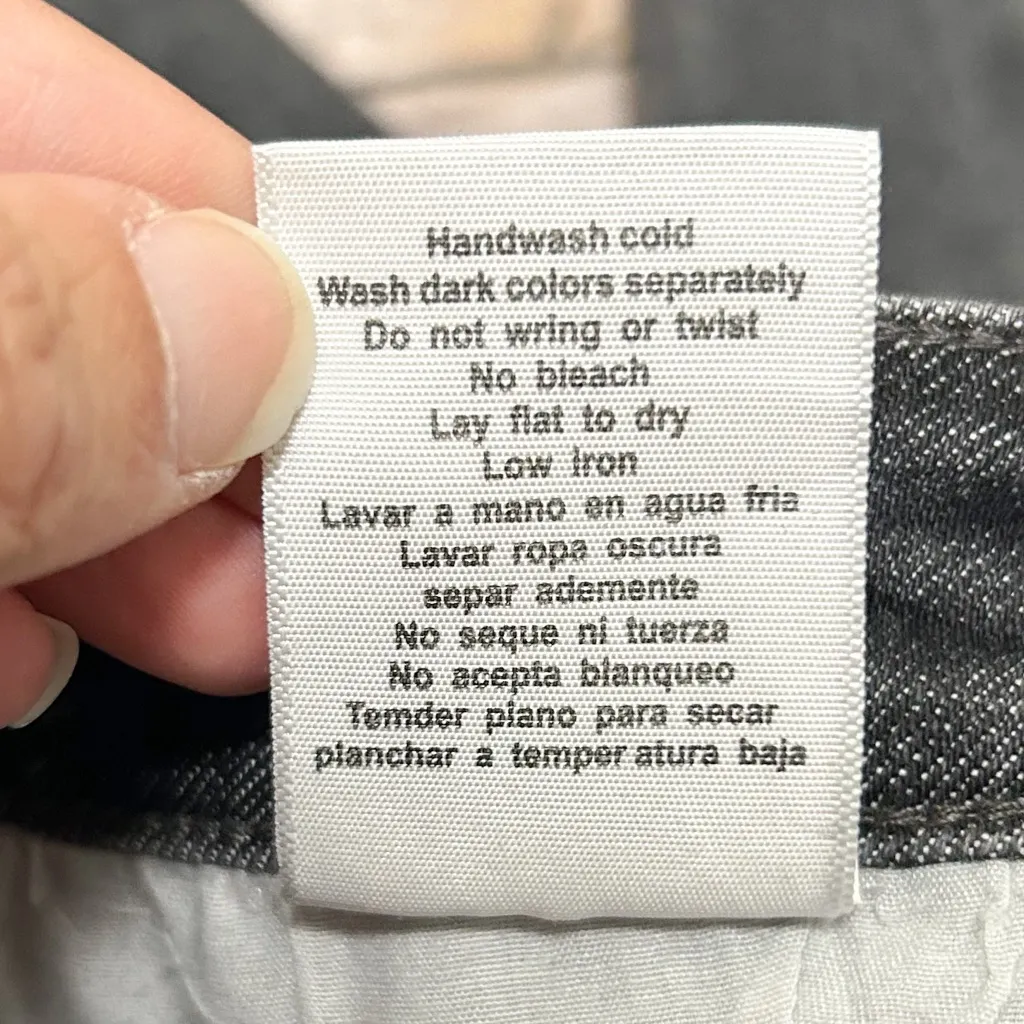 Handwash cold
Wash dark colors separately
Do not wring or twist
No bleach
Lay flat to dry
Low Iron
Lavar a mano en agua fria
Lavar ropa oscura
separ ademente
No seque ni tuerza
No acepta blanqueo
Temder plano para secar
planchar a temper atura baja